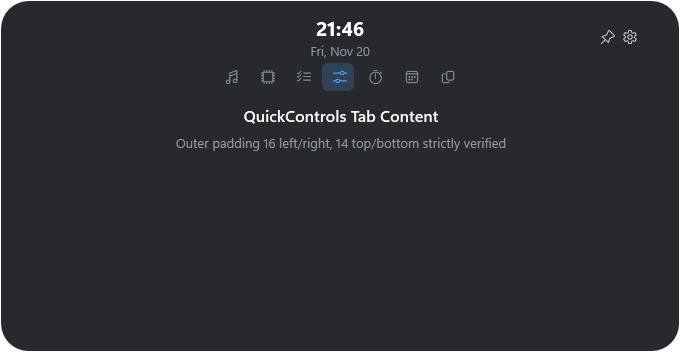 21:46
Fri, Nov 20
QuickControls Tab Content
Outer padding 16 left/right, 14 top/bottom strictly verified